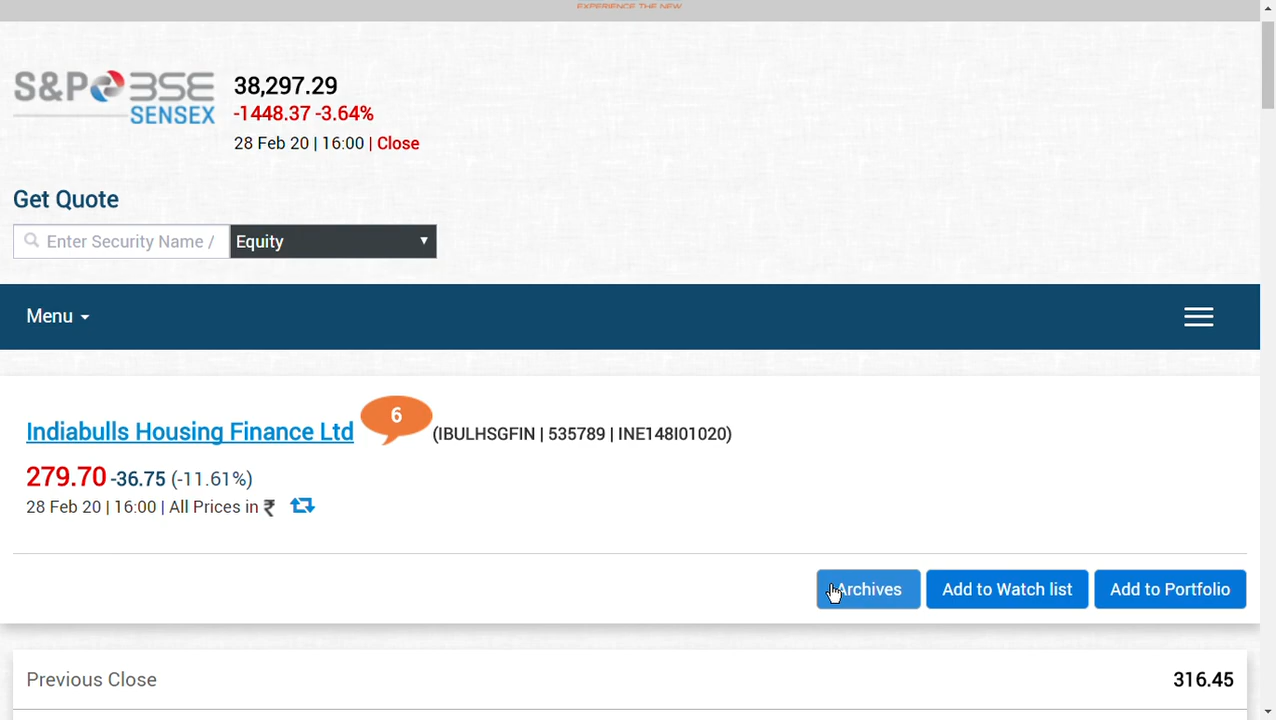 EXPERIENCE THE NEW
S&P BSE
SENSEX
38,297.29
-1448.37 -3.64%
28 Feb 20 | 16:00 | Close
Get Quote
Enter Security Name /
Equity
Menu
Indiabulls Housing Finance Ltd
6
(IBULHSGFIN | 535789 | INE148I01020)
279.70 -36.75 (-11.61%)
28 Feb 20 | 16:00 | All Prices in ₹
Archives
Add to Watch list
Add to Portfolio
Previous Close
316.45